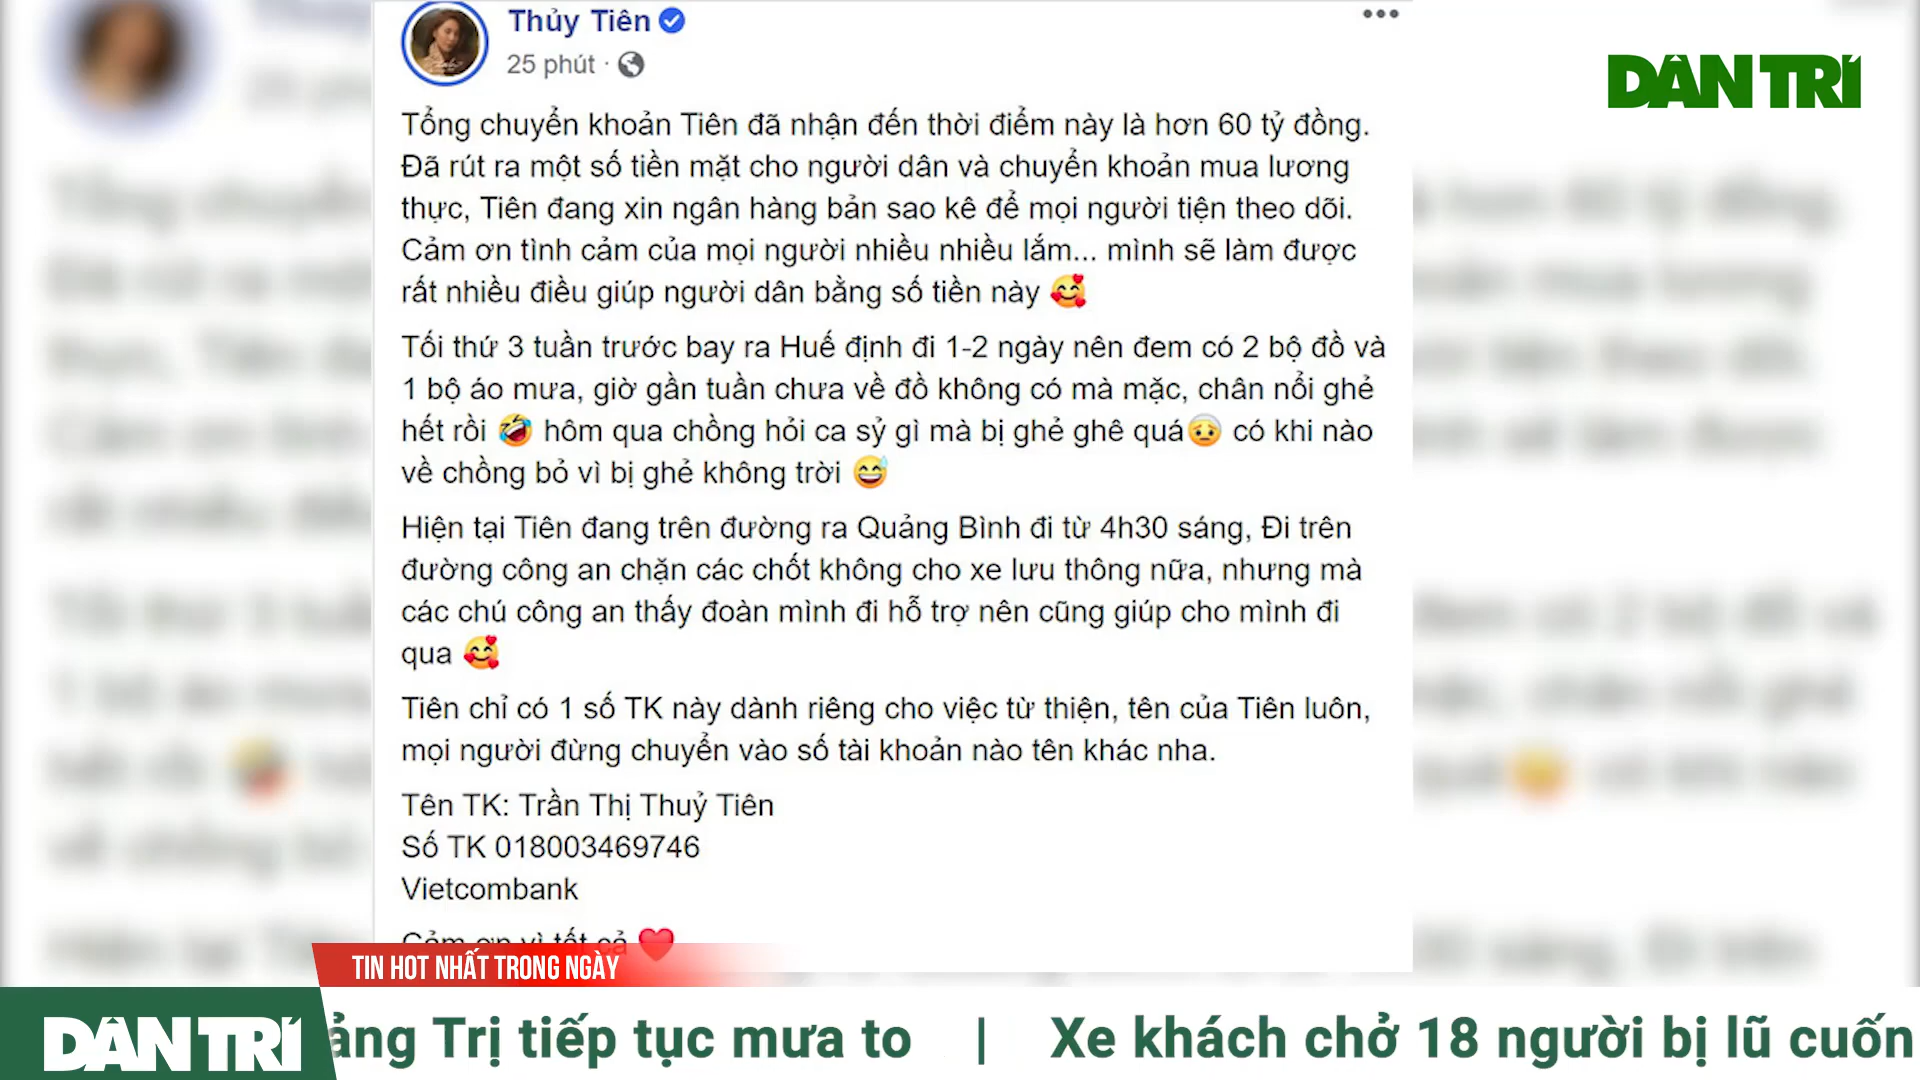 Thủy Tiên
25 phút ·
DÂN TRÍ
Tổng chuyển khoản Tiên đã nhận đến thời điểm này là hơn 60 tỷ đồng.
Đã rút ra một số tiền mặt cho người dân và chuyển khoản mua lương
thực, Tiên đang xin ngân hàng bản sao kê để mọi người tiện theo dõi.
Cảm ơn tình cảm của mọi người nhiều nhiều lắm... mình sẽ làm được
rất nhiều điều giúp người dân bằng số tiền này 🥰
Tối thứ 3 tuần trước bay ra Huế định đi 1-2 ngày nên đem có 2 bộ đồ và
1 bộ áo mưa, giờ gần tuần chưa về đồ không có mà mặc, chân nổi ghẻ
hết rồi 🤣 hôm qua chồng hỏi ca sỷ gì mà bị ghẻ ghê quá🤕 có khi nào
về chồng bỏ vì bị ghẻ không trời 😅
Hiện tại Tiên đang trên đường ra Quảng Bình đi từ 4h30 sáng, Đi trên
đường công an chặn các chốt không cho xe lưu thông nữa, nhưng mà
các chú công an thấy đoàn mình đi hỗ trợ nên cũng giúp cho mình đi
qua 🥰
Tiên chỉ có 1 số TK này dành riêng cho việc từ thiện, tên của Tiên luôn,
mọi người đừng chuyển vào số tài khoản nào tên khác nha.
Tên TK: Trần Thị Thuỷ Tiên
Số TK 018003469746
Vietcombank
Cảm ơn vì tất cả ❤️
TIN HOT NHẤT TRONG NGÀY
DÂN TRÍ
ảng Trị tiếp tục mưa to | Xe khách chở 18 người bị lũ cuốn